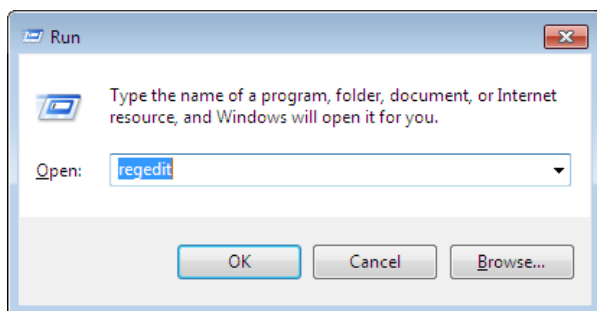 Run
Type the name of a program, folder, document, or Internet
resource, and Windows will open it for you.
Open: regedit
OK Cancel Browse...